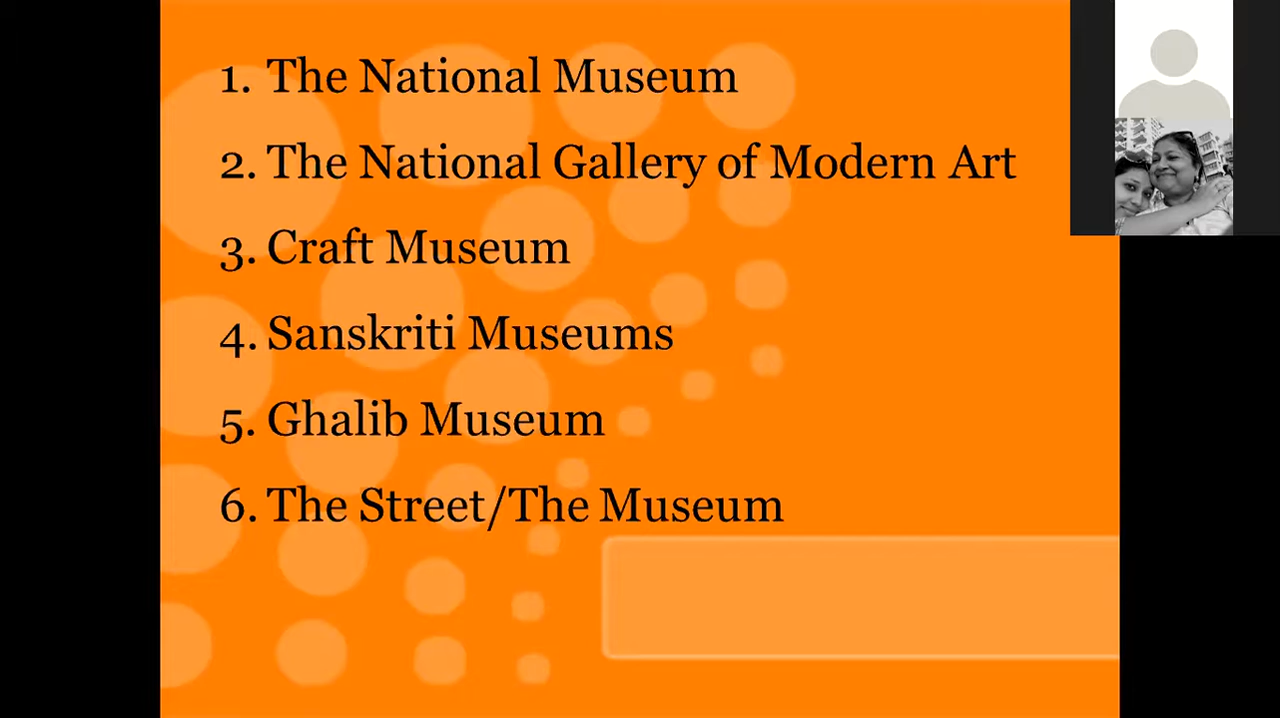 1. The National Museum
2. The National Gallery of Modern Art
3. Craft Museum
4. Sanskriti Museums
5. Ghalib Museum
6. The Street/The Museum